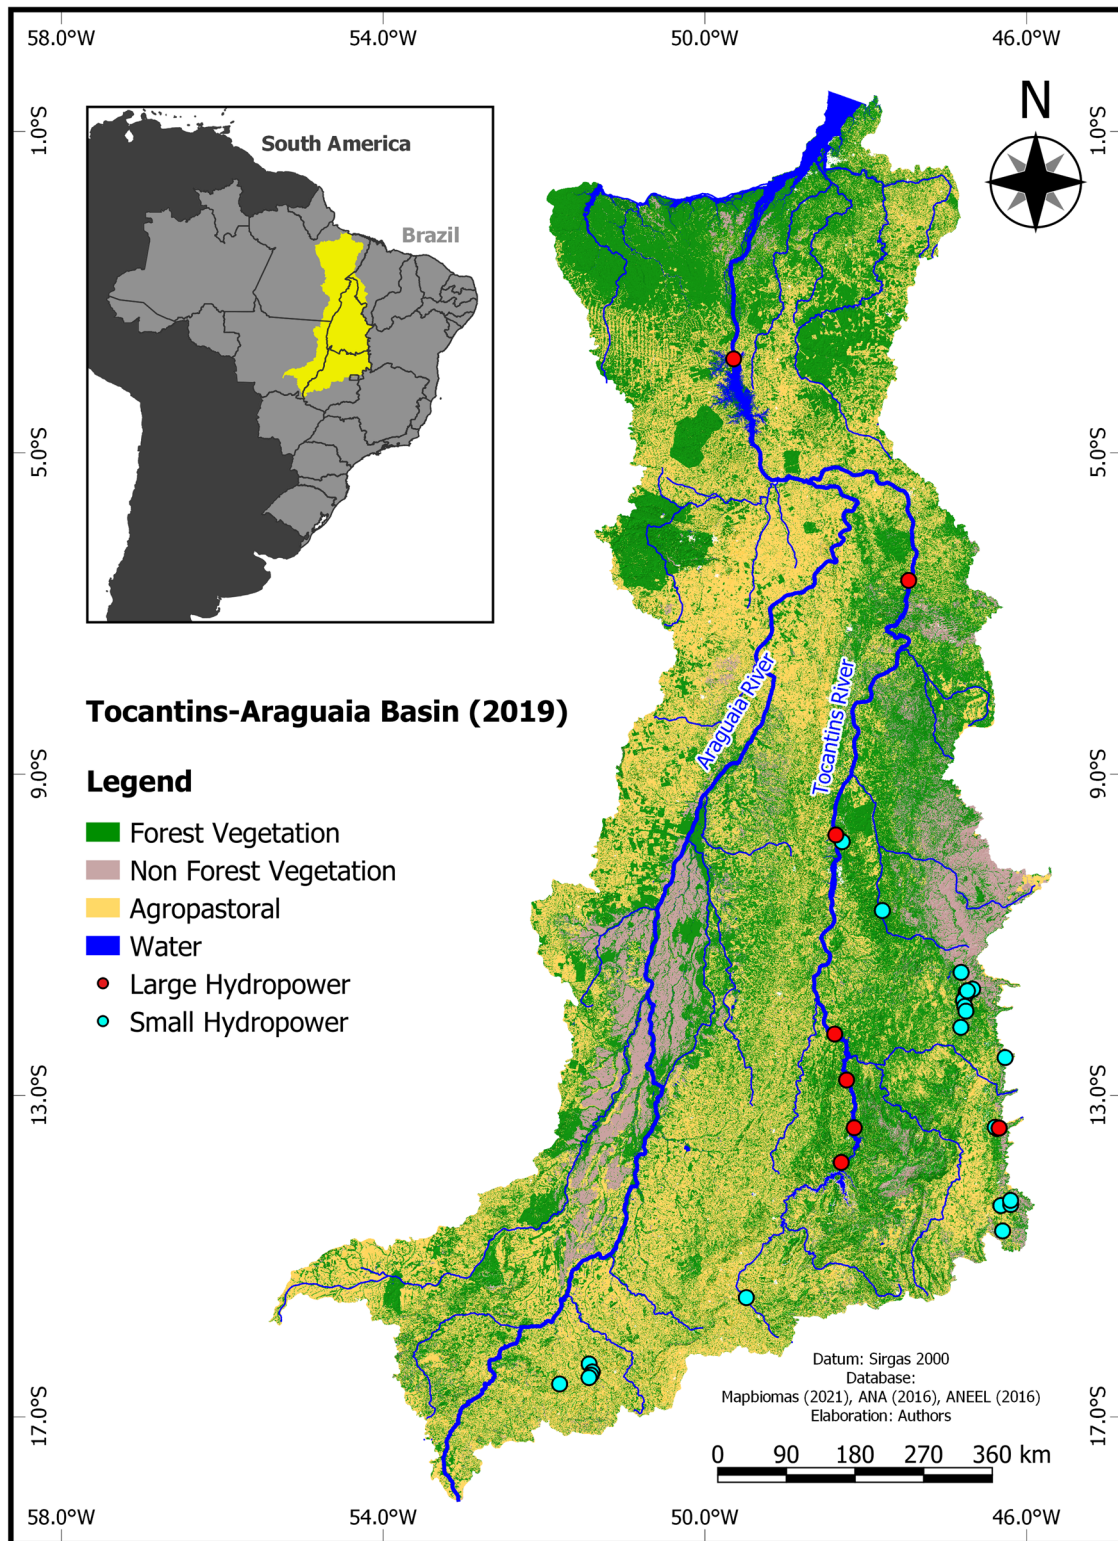 58.0°W 54.0°W 50.0°W 46.0°W
1.0°S 1.0°S
N
South America
Brazil
5.0°S 5.0°S
Araguaia River
Tocantins River
Tocantins-Araguaia Basin (2019)
9.0°S 9.0°S
Legend
Forest Vegetation
Non Forest Vegetation
Agropastoral
Water
Large Hydropower
Small Hydropower
13.0°S 13.0°S
Datum: Sirgas 2000
Database:
Mapbiomas (2021), ANA (2016), ANEEL (2016)
Elaboration: Authors
17.0°S 17.0°S
0 90 180 270 360 km
58.0°W 54.0°W 50.0°W 46.0°W